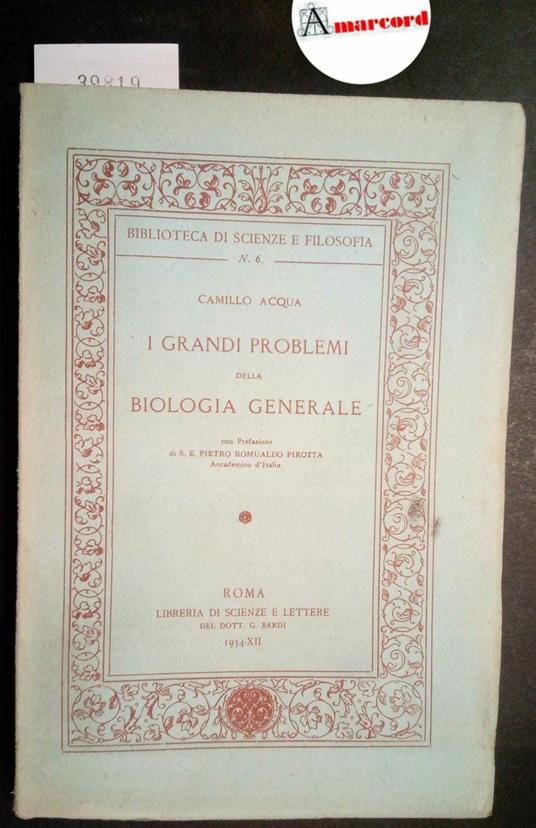 Amarcord
39819
BIBLIOTECA DI SCIENZE E FILOSOFIA
N. 6.
CAMILLO ACQUA
I GRANDI PROBLEMI
DELLA
BIOLOGIA GENERALE
con Prefazione
di S. E. PIETRO ROMUALDO PIROTTA
Accademico d'Italia
ROMA
LIBRERIA DI SCIENZE E LETTERE
DEL DOTT. G. BARDI
1934-XII